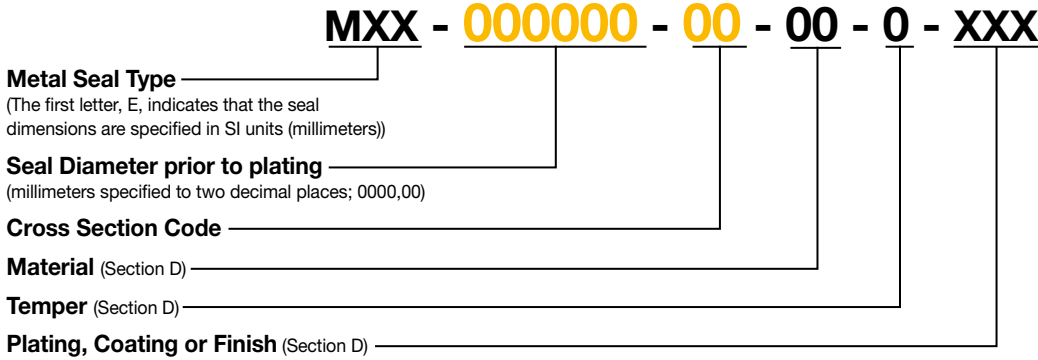 MXX - 000000 - 00 - 00 - 0 - XXX
Metal Seal Type
(The first letter, E, indicates that the seal
dimensions are specified in SI units (millimeters))
Seal Diameter prior to plating
(millimeters specified to two decimal places; 0000,00)
Cross Section Code
Material (Section D)
Temper (Section D)
Plating, Coating or Finish (Section D)